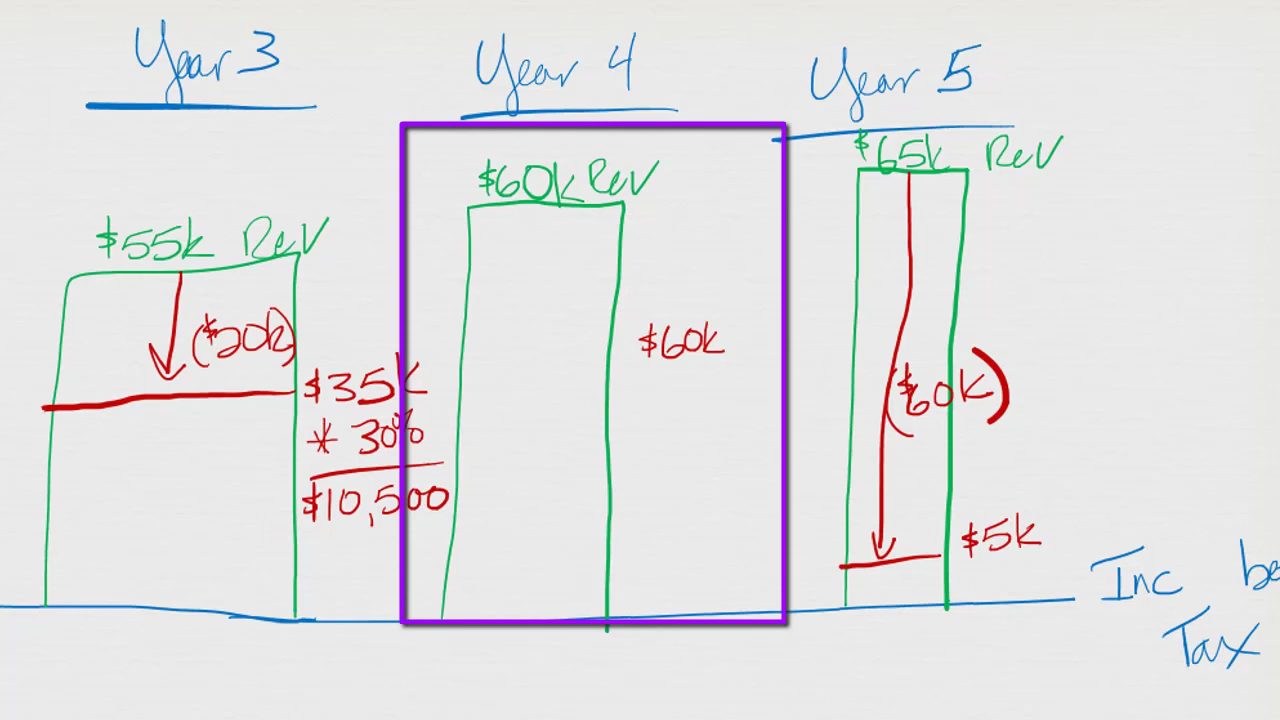 Year 3
Year 4
Year 5
$55k Rev
$60k Rev
$65k Rev
($20k)
$35k
* 30%
$10,500
$60k
($60k)
$5k
Inc be
Tax